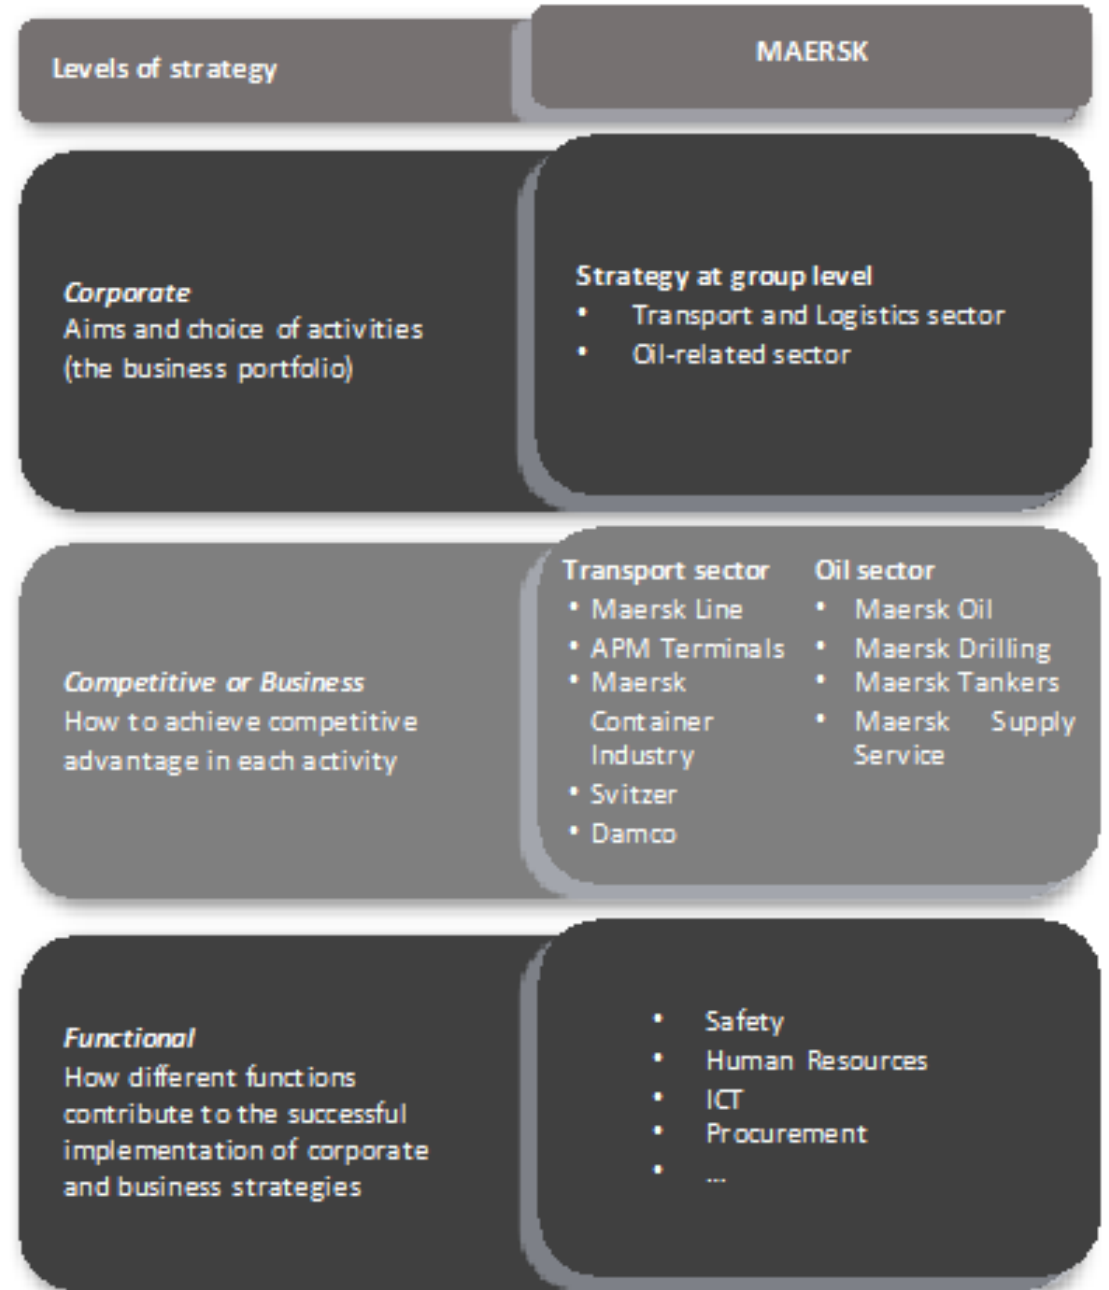 Levels of strategy
MAERSK
Corporate
Aims and choice of activities
(the business portfolio)
Strategy at group level
• Transport and Logistics sector
• Oil-related sector
Competitive or Business
How to achieve competitive
advantage in each activity
Transport sector
• Maersk Line
• APM Terminals
• Maersk
Container
Industry
• Svitzer
• Damco
Oil sector
• Maersk Oil
• Maersk Drilling
• Maersk Tankers
• Maersk Supply
Service
Functional
How different functions
contribute to the successful
implementation of corporate
and business strategies
• Safety
• Human Resources
• ICT
• Procurement
• ...